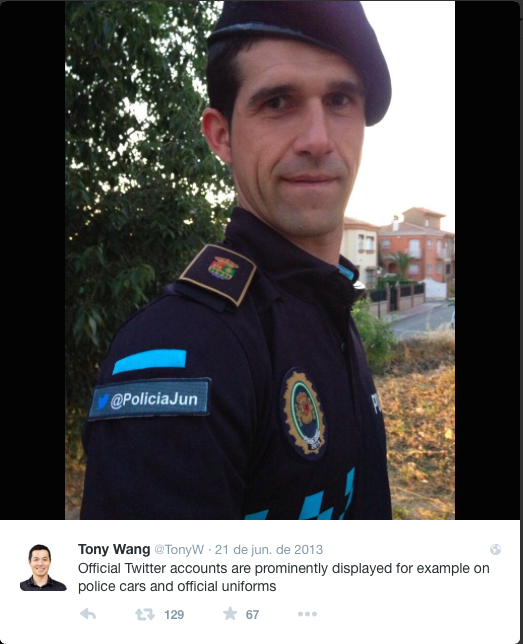 @PoliciaJun
P
Tony Wang @TonyW · 21 de jun. de 2013
Official Twitter accounts are prominently displayed for example on
police cars and official uniforms
129
67